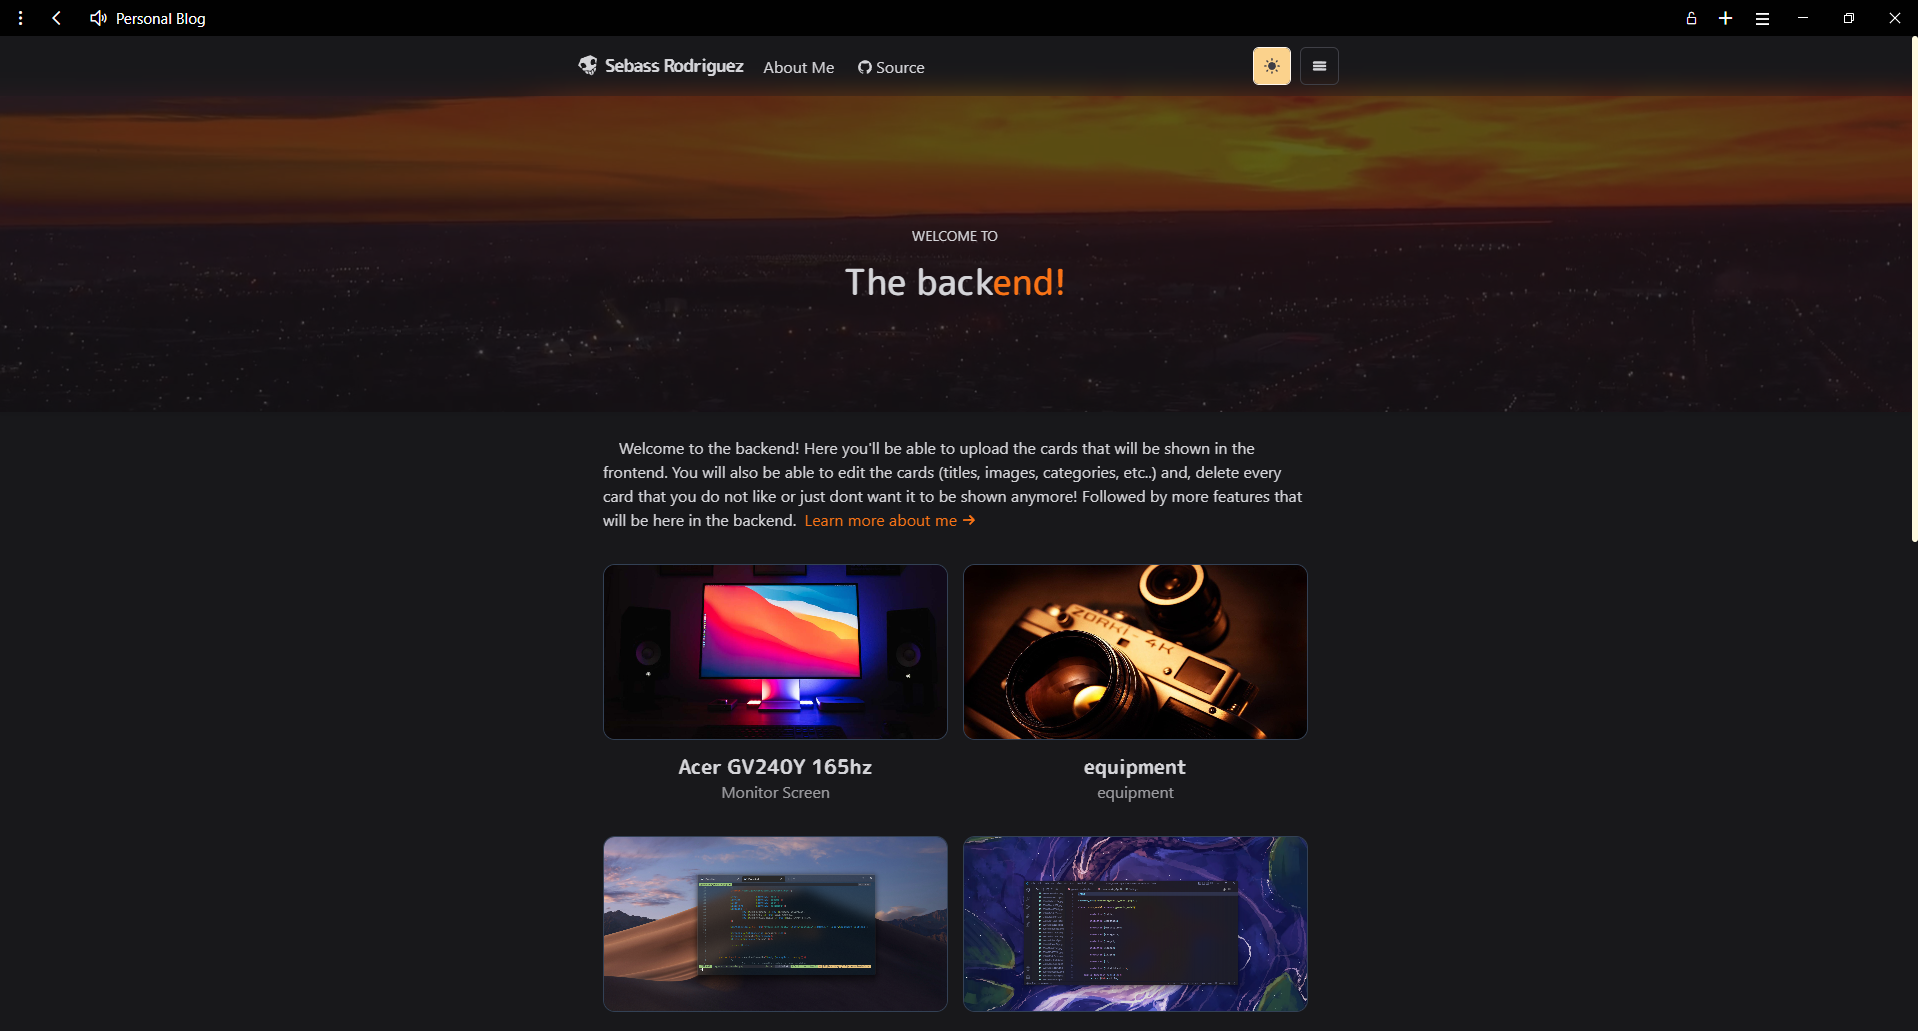 Personal Blog
Sebass Rodriguez About Me Source
WELCOME TO
The backend!
Welcome to the backend! Here you'll be able to upload the cards that will be shown in the
frontend. You will also be able to edit the cards (titles, images, categories, etc..) and, delete every
card that you do not like or just dont want it to be shown anymore! Followed by more features that
will be here in the backend. Learn more about me →
ZORKI-4K
Acer GV240Y 165hz
Monitor Screen
equipment
equipment